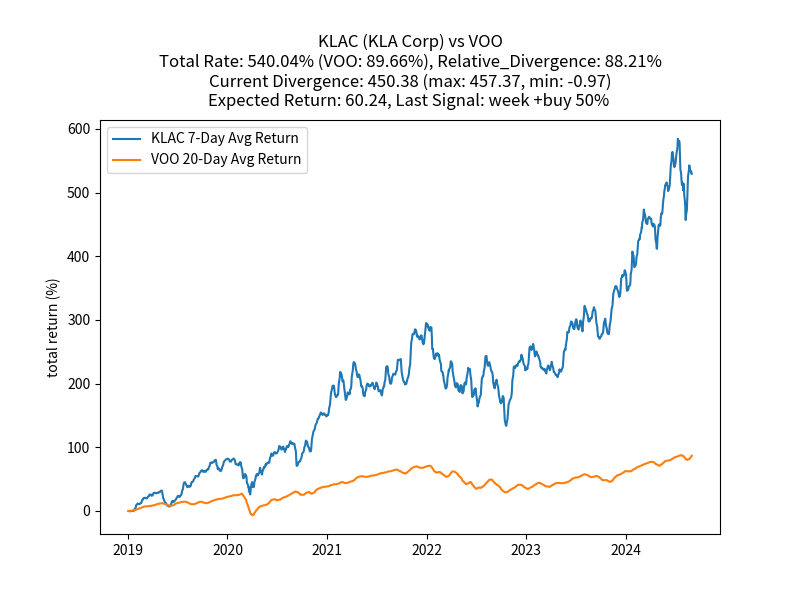 KLAC (KLA Corp) vs VOO
Total Rate: 540.04% (VOO: 89.66%), Relative_Divergence: 88.21%
Current Divergence: 450.38 (max: 457.37, min: -0.97)
Expected Return: 60.24, Last Signal: week +buy 50%
KLAC 7-Day Avg Return
VOO 20-Day Avg Return
total return (%)
600
500
400
300
200
100
0
2019 2020 2021 2022 2023 2024